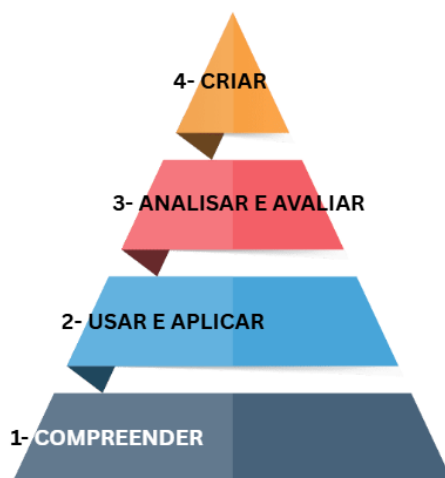 4- CRIAR
3- ANALISAR E AVALIAR
2- USAR E APLICAR
1- COMPREENDER